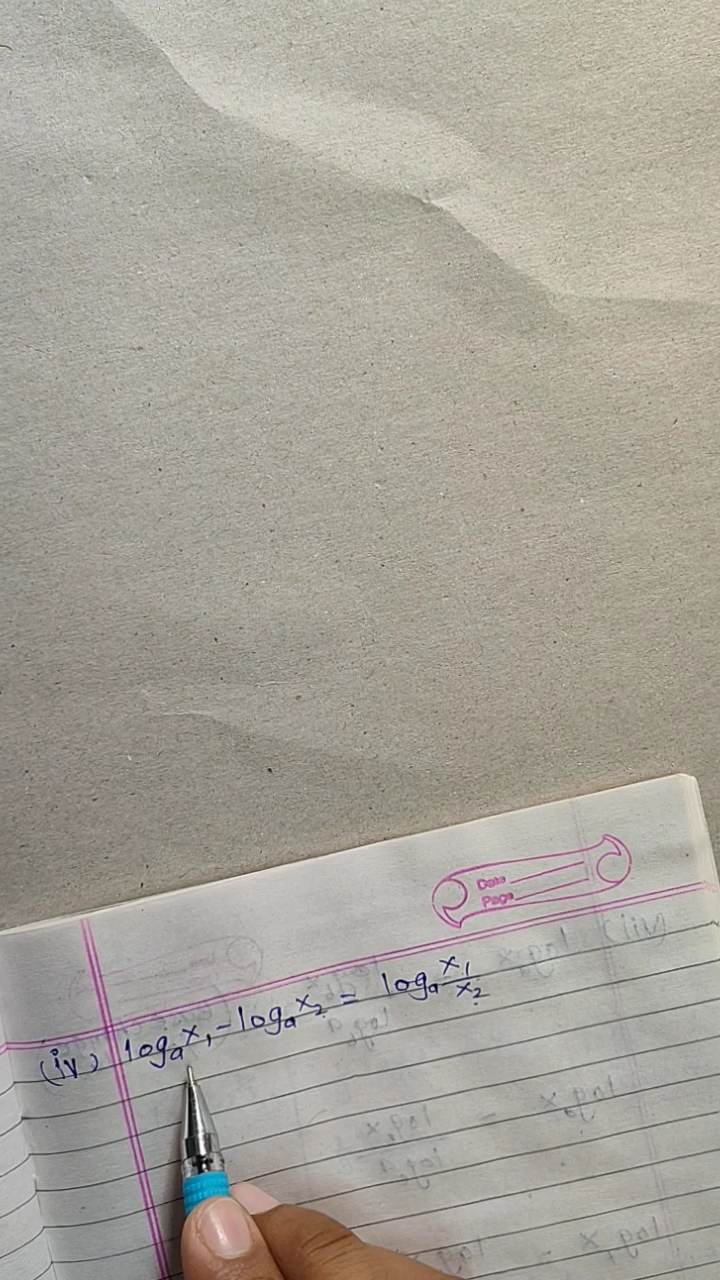 Date
Page
(iv) logₐx₁ - logₐx₂ = logₐ x₁/x₂